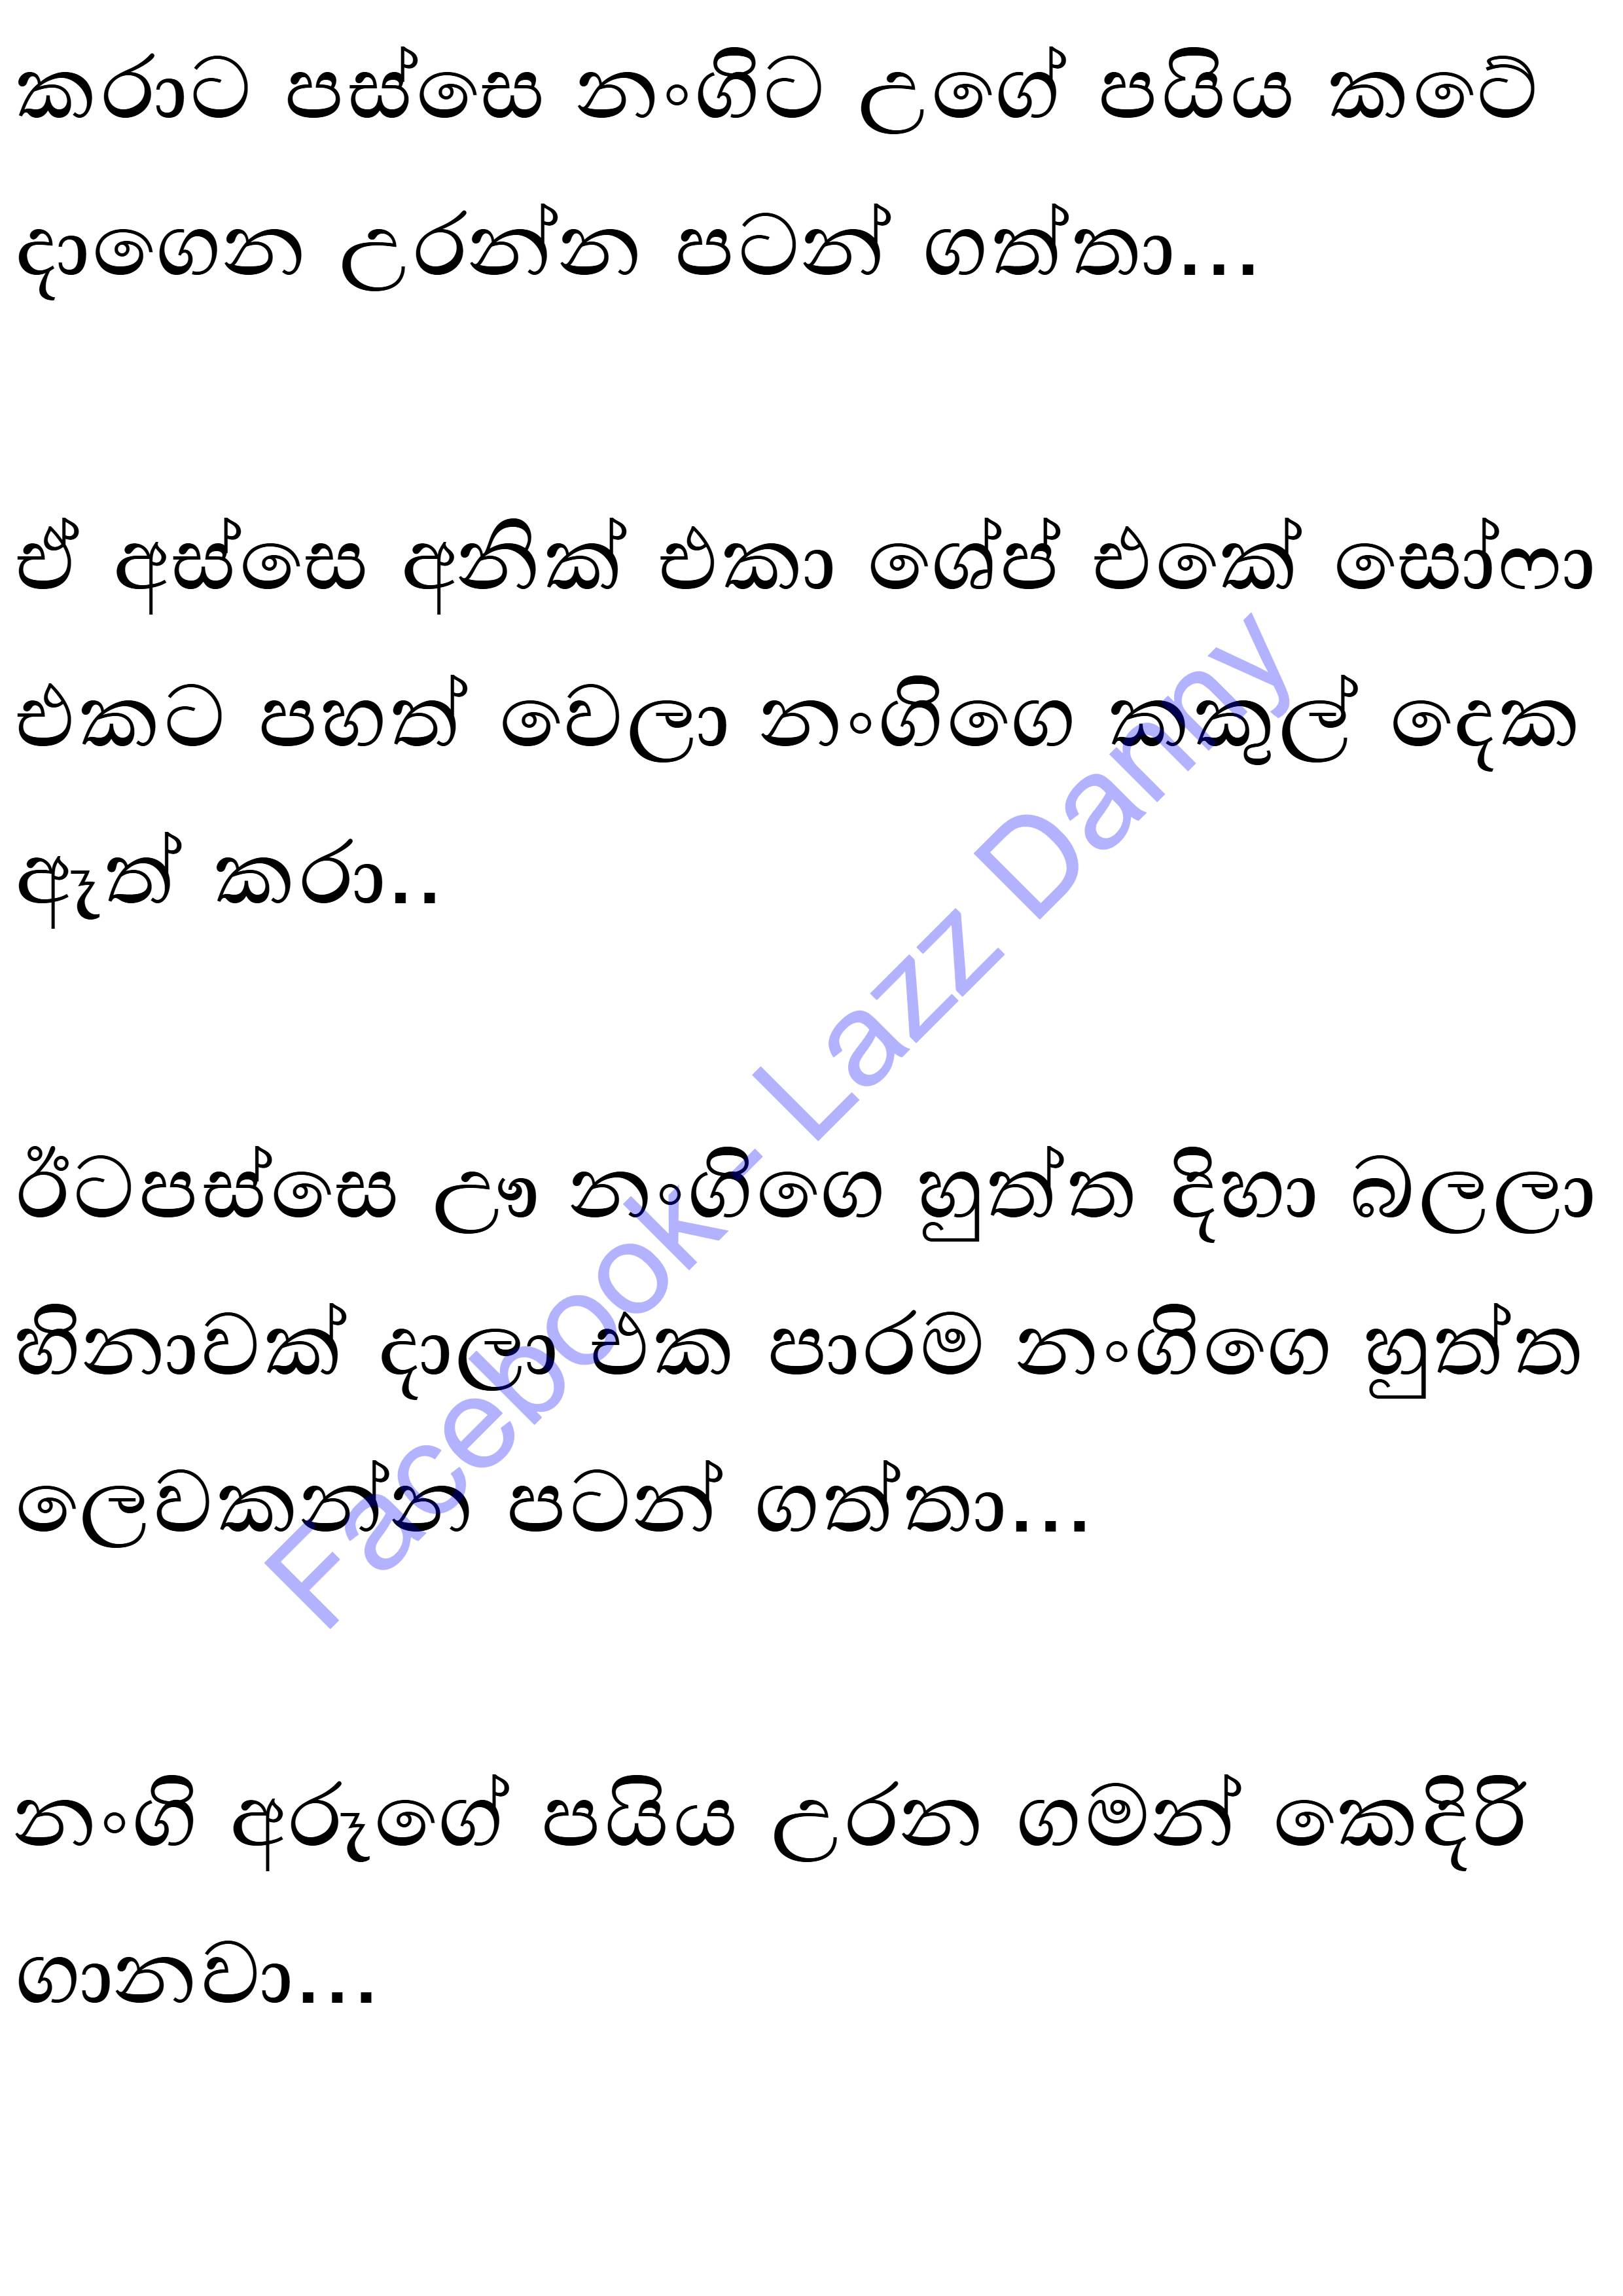 කරාට පස්සෙ නංගිට උගේ පයිය කටේ
දාගෙන උරන්න පටන් ගත්තා...
ඒ අස්සෙ අනික් එකා ශේප් එකේ සෝෆා
එකට පහත් වෙලා නංගිගෙ කකුල් දෙක
ඈත් කරා..
ඊටපස්සෙ ඌ නංගිගෙ හුත්ත දිහා බලලා
හිනාවක් දාලා එක පාරම නංගිගෙ හුත්ත
ලෙවකන්න පටන් ගත්තා...
නංගි අරූගේ පයිය උරන ගමන් කෙදිරි
ගානවා...
Facebook- Lazz Danny